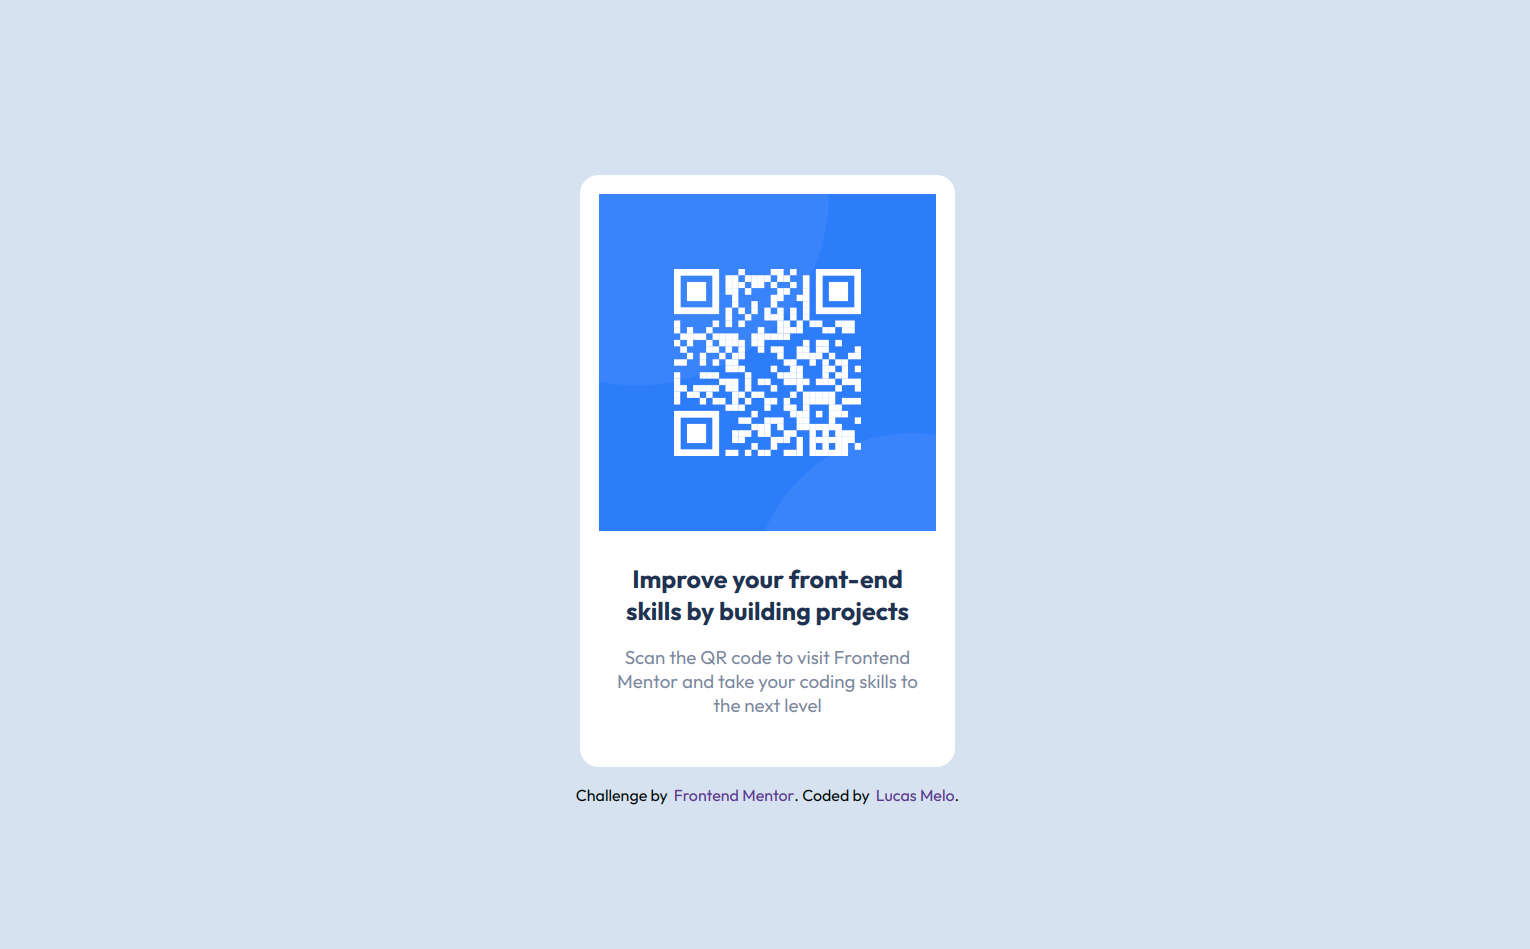 Improve your front-end
skills by building projects
Scan the QR code to visit Frontend
Mentor and take your coding skills to
the next level
Challenge by Frontend Mentor. Coded by Lucas Melo.